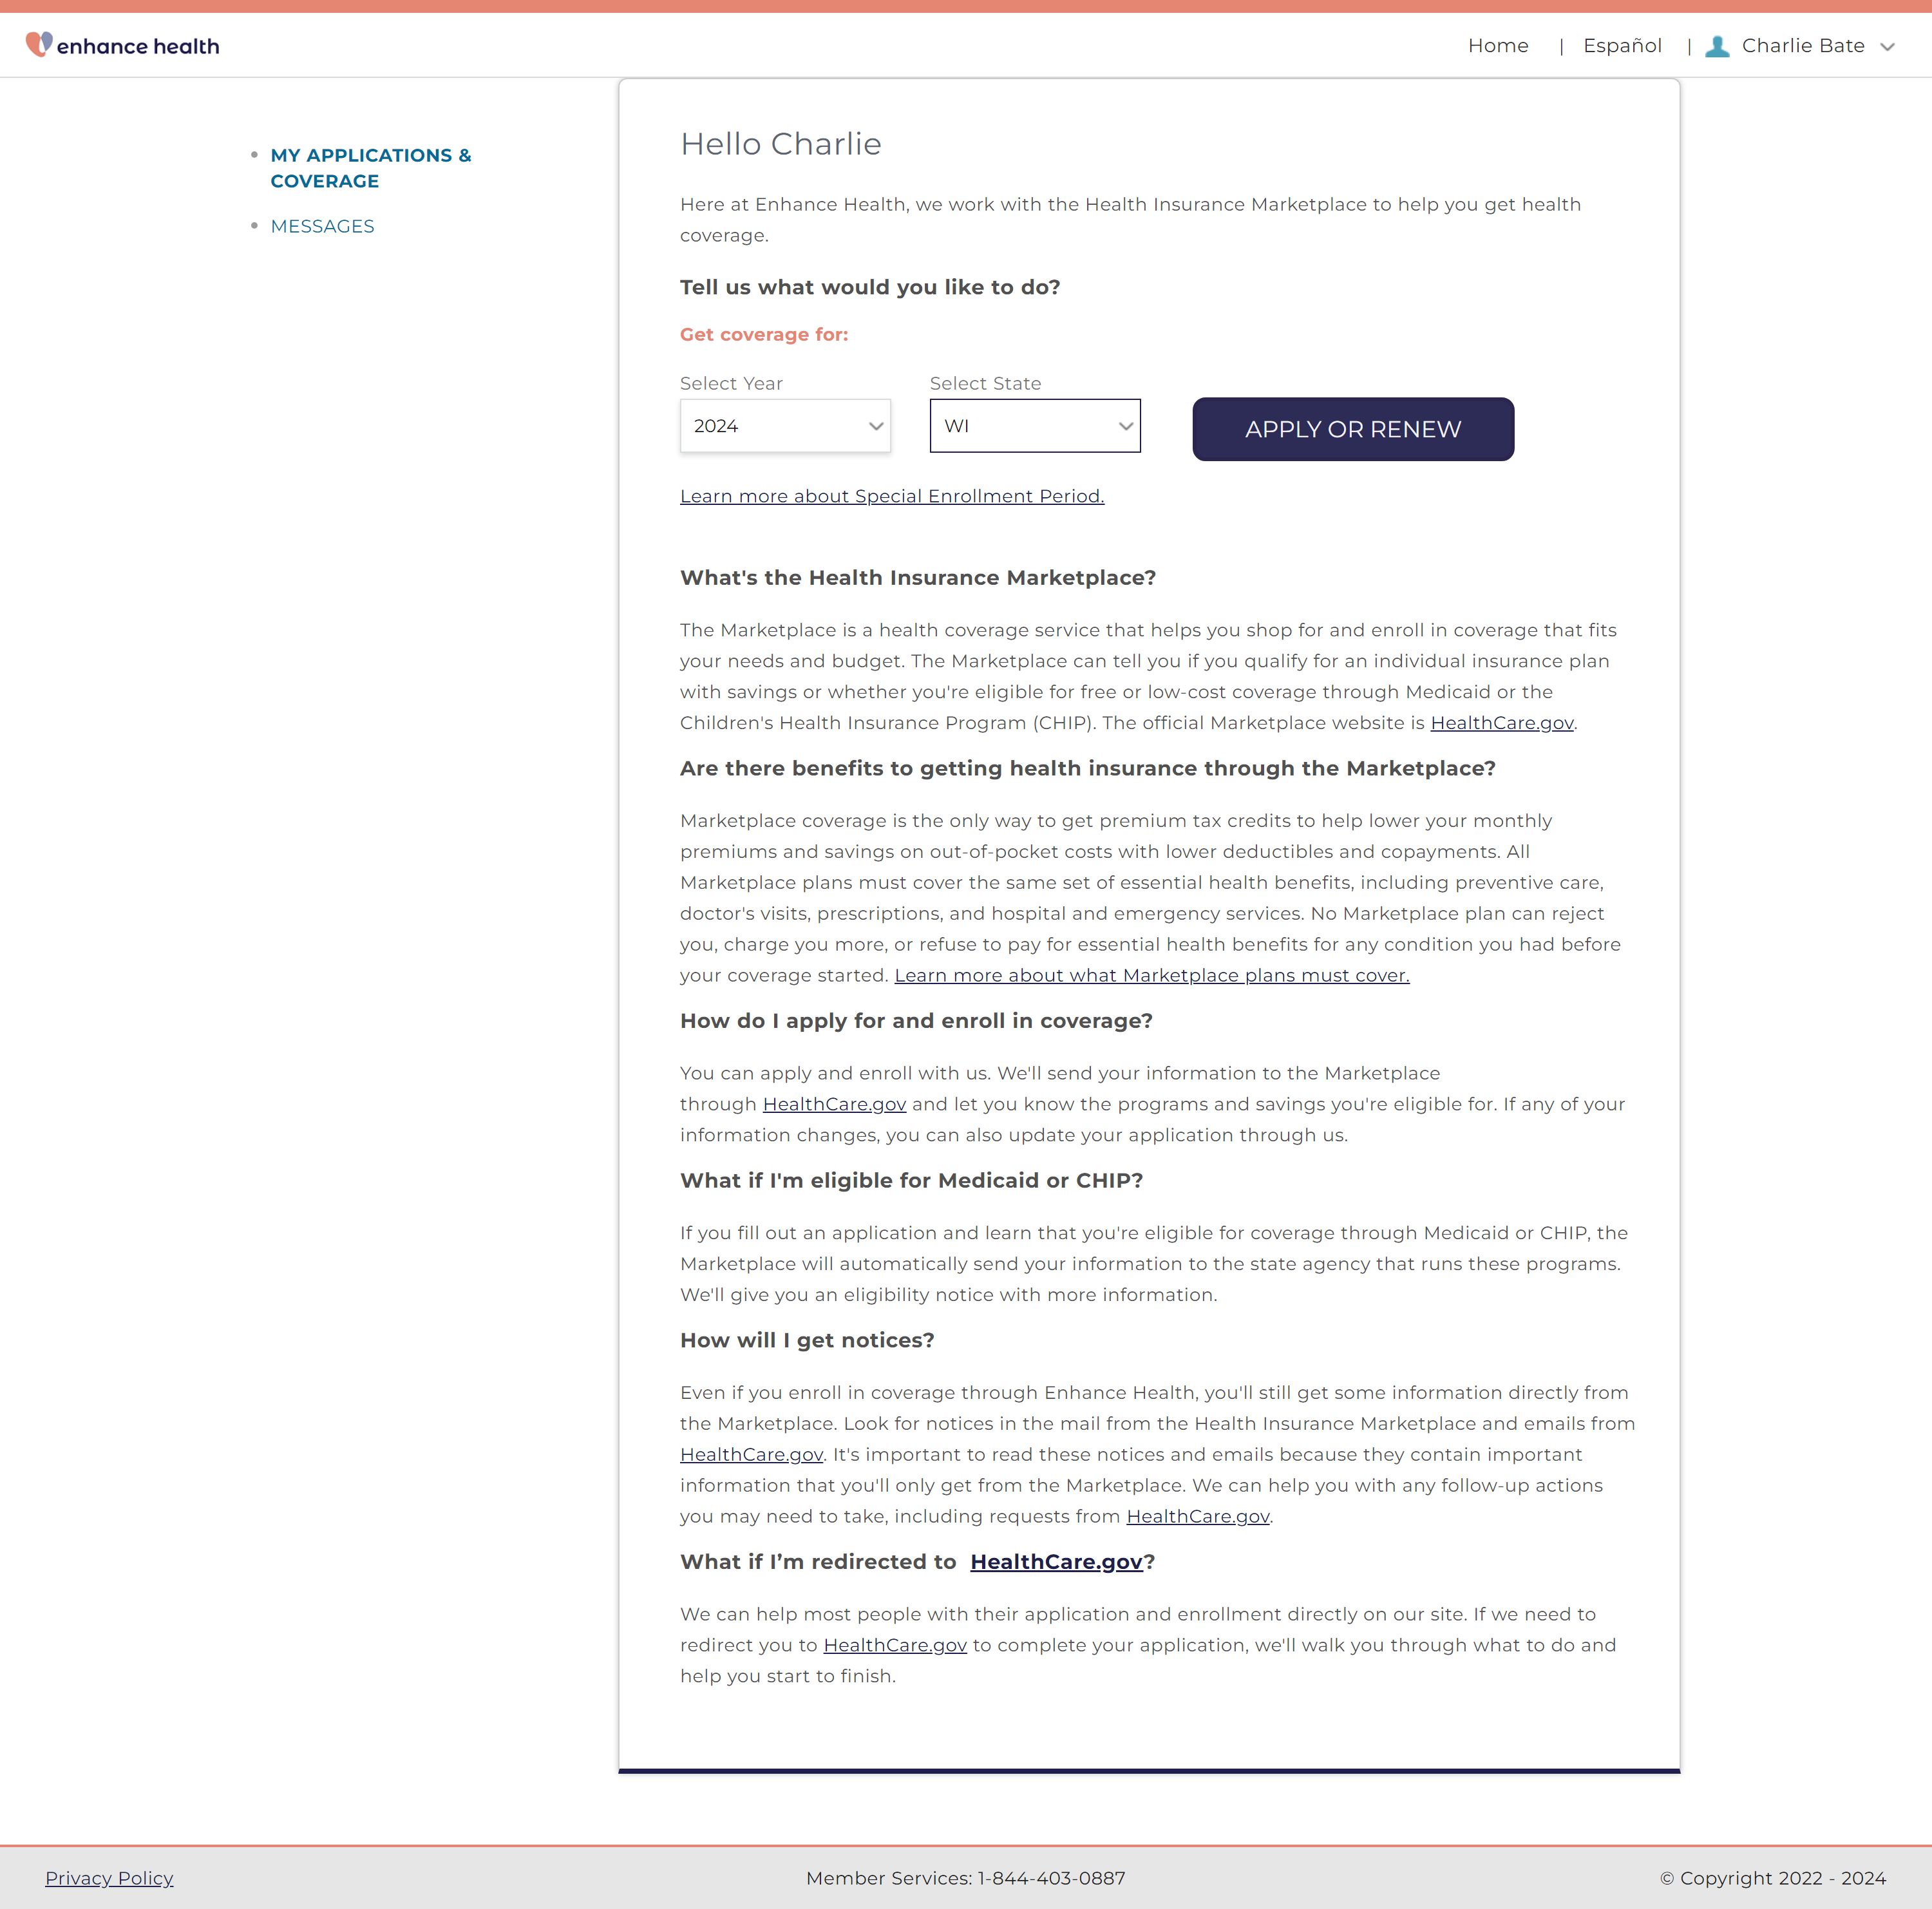 enhance health
Home | Español | Charlie Bate
MY APPLICATIONS &
COVERAGE
MESSAGES
Hello Charlie
Here at Enhance Health, we work with the Health Insurance Marketplace to help you get health
coverage.
Tell us what would you like to do?
Get coverage for:
Select Year
Select State
2024
WI
APPLY OR RENEW
Learn more about Special Enrollment Period.
What's the Health Insurance Marketplace?
The Marketplace is a health coverage service that helps you shop for and enroll in coverage that fits
your needs and budget. The Marketplace can tell you if you qualify for an individual insurance plan
with savings or whether you're eligible for free or low-cost coverage through Medicaid or the
Children's Health Insurance Program (CHIP). The official Marketplace website is HealthCare.gov.
Are there benefits to getting health insurance through the Marketplace?
Marketplace coverage is the only way to get premium tax credits to help lower your monthly
premiums and savings on out-of-pocket costs with lower deductibles and copayments. All
Marketplace plans must cover the same set of essential health benefits, including preventive care,
doctor's visits, prescriptions, and hospital and emergency services. No Marketplace plan can reject
you, charge you more, or refuse to pay for essential health benefits for any condition you had before
your coverage started. Learn more about what Marketplace plans must cover.
How do I apply for and enroll in coverage?
You can apply and enroll with us. We'll send your information to the Marketplace
through HealthCare.gov and let you know the programs and savings you're eligible for. If any of your
information changes, you can also update your application through us.
What if I'm eligible for Medicaid or CHIP?
If you fill out an application and learn that you're eligible for coverage through Medicaid or CHIP, the
Marketplace will automatically send your information to the state agency that runs these programs.
We'll give you an eligibility notice with more information.
How will I get notices?
Even if you enroll in coverage through Enhance Health, you'll still get some information directly from
the Marketplace. Look for notices in the mail from the Health Insurance Marketplace and emails from
HealthCare.gov. It's important to read these notices and emails because they contain important
information that you'll only get from the Marketplace. We can help you with any follow-up actions
you may need to take, including requests from HealthCare.gov.
What if I’m redirected to HealthCare.gov?
We can help most people with their application and enrollment directly on our site. If we need to
redirect you to HealthCare.gov to complete your application, we'll walk you through what to do and
help you start to finish.
Privacy Policy
Member Services: 1-844-403-0887
© Copyright 2022 - 2024